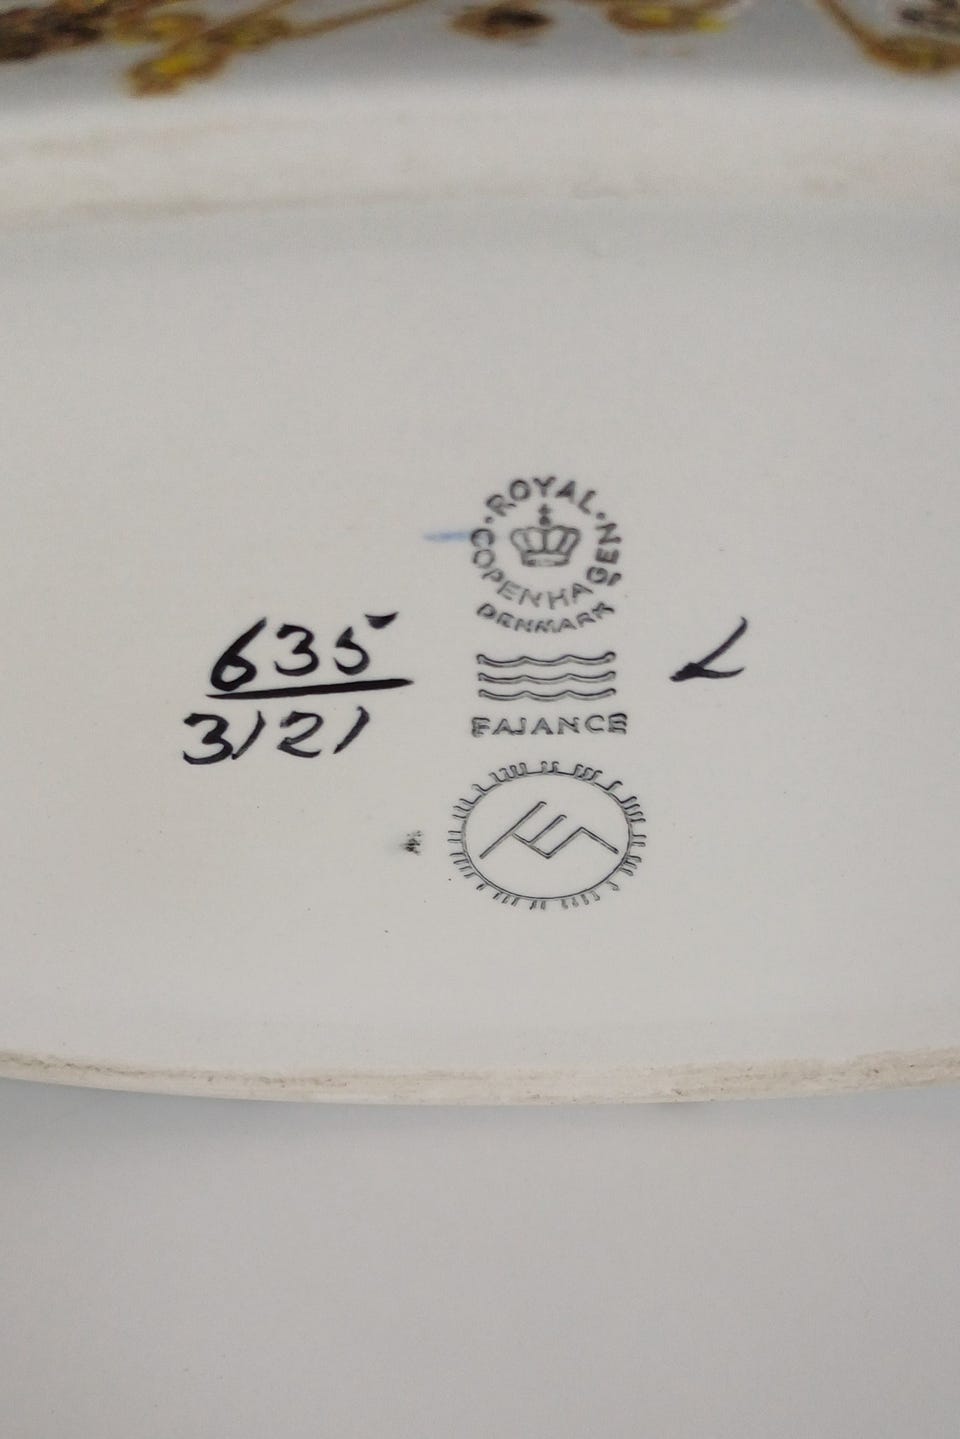 ROYAL
COPENHAGEN
DENMARK
FAJANCE
635
3121
L